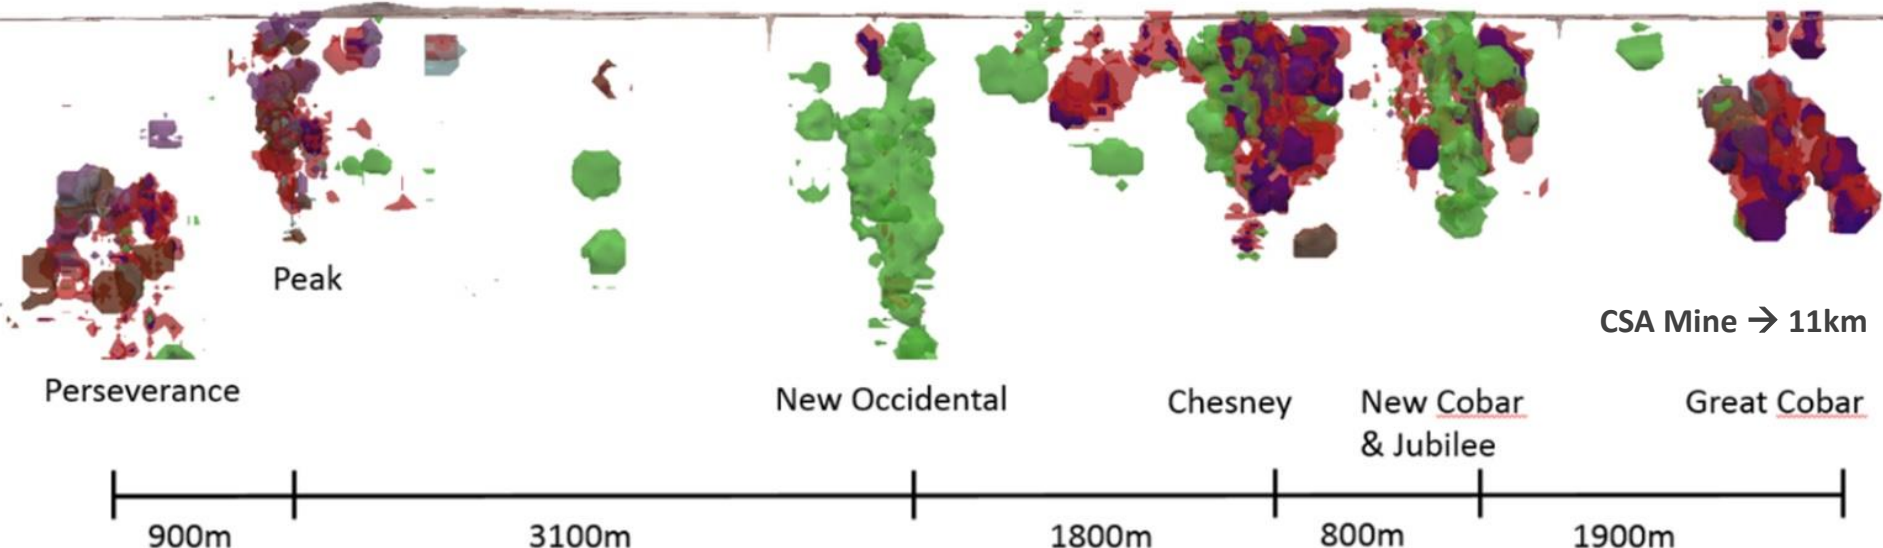 Peak
CSA Mine → 11km
Perseverance
New Occidental
Chesney
New Cobar
& Jubilee
Great Cobar
900m
3100m
1800m
800m
1900m